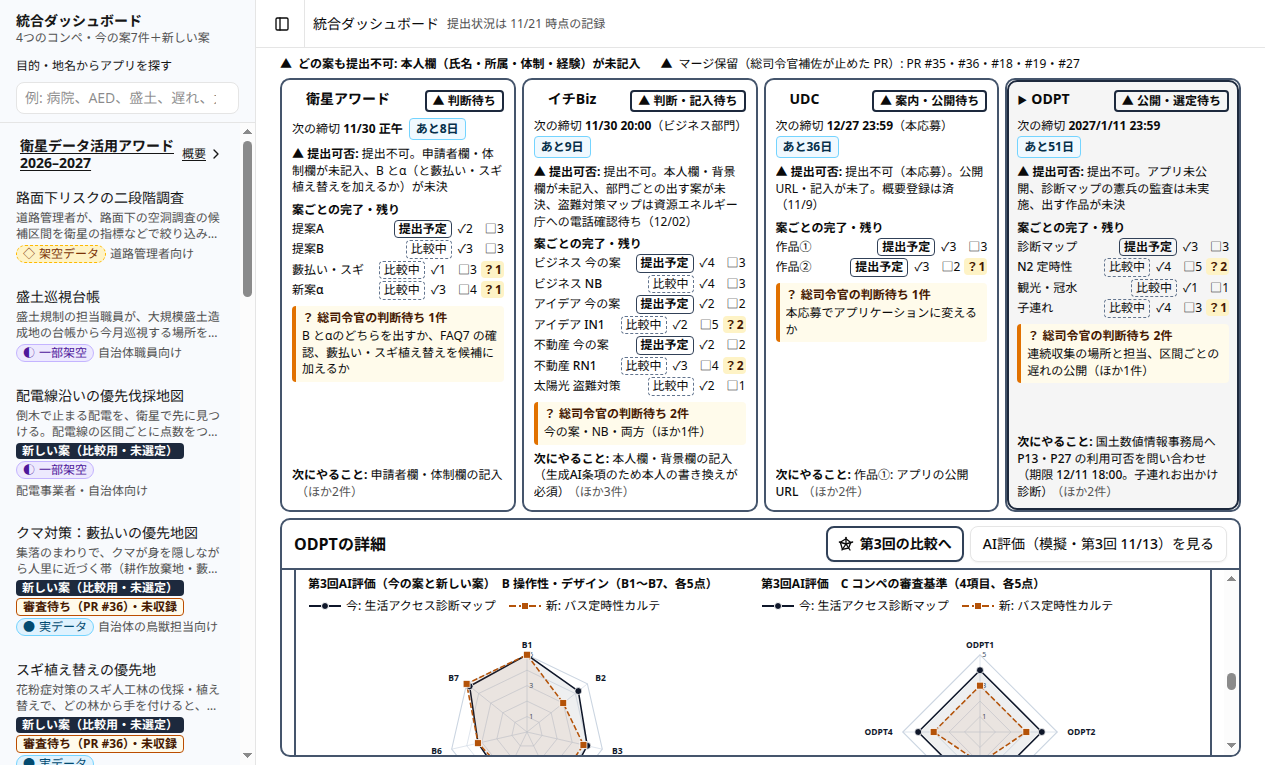 統合ダッシュボード
4つのコンペ・今の案7件＋新しい案
目的・地名からアプリを探す
例: 病院、AED、盛土、遅れ、
衛星データ活用アワード
2026–2027
概要
路面下リスクの二段階調査
道路管理者が、路面下の空洞調査の候
補区間を衛星の指標などで絞り込み…
◇ 架空データ 道路管理者向け
盛土巡視台帳
盛土規制の担当職員が、大規模盛土造
成地の台帳から今月巡視する場所を…
一部架空 自治体職員向け
配電線沿いの優先伐採地図
倒木で止まる配電を、衛星で先に見つ
ける。配電線の区間ごとに点数をつ…
新しい案（比較用・未選定）
一部架空
配電事業者・自治体向け
クマ対策：藪払いの優先地図
集落のまわりで、クマが身を隠しなが
ら人里に近づく帯（耕作放棄地・藪…
新しい案（比較用・未選定）
審査待ち（PR #36）・未収録
実データ 自治体の鳥獣担当向け
スギ植え替えの優先地
花粉症対策のスギ人工林の伐採・植え
替えで、どの林から手を付けると、…
新しい案（比較用・未選定）
審査待ち（PR #36）・未収録
実データ
統合ダッシュボード 提出状況は 11/21 時点の記録
▲ どの案も提出不可: 本人欄（氏名・所属・体制・経験）が未記入 ▲ マージ保留（総司令官補佐が止めた PR）: PR #35・#36・#18・#19・#27
衛星アワード ▲ 判断待ち
次の締切 11/30 正午 あと8日
▲ 提出可否: 提出不可。申請者欄・体
制欄が未記入、B とα（と藪払い・スギ
植え替えを加えるか）が未決
案ごとの完了・残り
提案A 提出予定 ✓2 □3
提案B 比較中 ✓3 □3
藪払い・スギ 比較中 ✓1 □3 ？1
新案α 比較中 ✓3 □4 ？1
？ 総司令官の判断待ち 1件
B とαのどちらを出すか、FAQ7 の確
認、藪払い・スギ植え替えを候補に
加えるか
次にやること: 申請者欄・体制欄の記入
（ほか2件）
イチBiz ▲ 判断・記入待ち
次の締切 11/30 20:00（ビジネス部門）
あと9日
▲ 提出可否: 提出不可。本人欄・背景
欄が未記入、部門ごとの出す案が未
決、盗難対策マップは資源エネルギー
庁への電話確認待ち（12/02）
案ごとの完了・残り
ビジネス 今の案 提出予定 ✓4 □3
ビジネス NB 比較中 ✓4 □3
アイデア 今の案 提出予定 ✓2 □2
アイデア IN1 比較中 ✓2 □5 ？2
不動産 今の案 提出予定 ✓2 □2
不動産 RN1 比較中 ✓3 □4 ？2
太陽光 盗難対策 比較中 ✓2 □1
？ 総司令官の判断待ち 2件
今の案・NB・両方（ほか1件）
次にやること: 本人欄・背景欄の記入
（生成AI条項のため本人の書き換えが
必須）（ほか3件）
UDC ▲ 案内・公開待ち
次の締切 12/27 23:59（本応募）
あと36日
▲ 提出可否: 提出不可（本応募）。公開
URL・記入が未了。概要登録は済
（11/9）
案ごとの完了・残り
作品① 提出予定 ✓3 □3
作品② 提出予定 ✓3 □2 ？1
？ 総司令官の判断待ち 1件
本応募でアプリケーションに変える
か
次にやること: 作品①: アプリの公開
URL （ほか2件）
▶ ODPT ▲ 公開・選定待ち
次の締切 2027/1/11 23:59
あと51日
▲ 提出可否: 提出不可。アプリ未公
開、診断マップの憲兵の監査は未実
施、出す作品が未決
案ごとの完了・残り
診断マップ 提出予定 ✓3 □3
N2 定時性 比較中 ✓4 □5 ？2
観光・冠水 比較中 ✓1 □1
子連れ 比較中 ✓4 □3 ？1
？ 総司令官の判断待ち 2件
連続収集の場所と担当、区間ごとの
遅れの公開（ほか1件）
次にやること: 国土数値情報事務局へ
P13・P27 の利用可否を問い合わせ
（期限 12/11 18:00。子連れお出かけ
診断）（ほか2件）
ODPTの詳細
第3回の比較へ
AI評価（模擬・第3回 11/13）を見る
第3回AI評価（今の案と新しい案） B 操作性・デザイン（B1～B7、各5点）
今: 生活アクセス診断マップ 新: バス定時性カルテ
B1
B7
B2
3
1
B6
B3
第3回AI評価 C コンペの審査基準（4項目、各5点）
今: 生活アクセス診断マップ 新: バス定時性カルテ
ODPT1
5
3
1
ODPT4
ODPT2